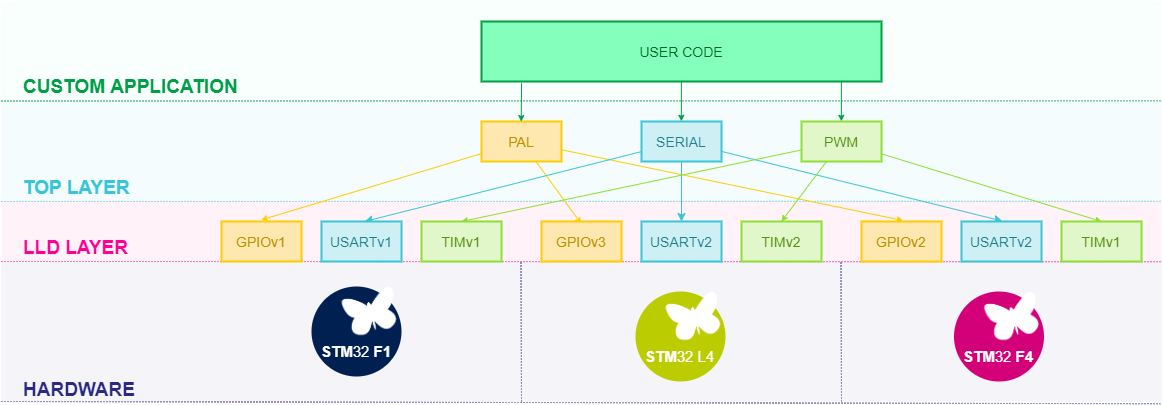 USER CODE
CUSTOM APPLICATION
PAL
SERIAL
PWM
TOP LAYER
GPIOv1
USARTv1
TIMv1
GPIOv3
USARTv2
TIMv2
GPIOv2
USARTv2
TIMv1
LLD LAYER
STM32 F1
STM32 L4
STM32 F4
HARDWARE